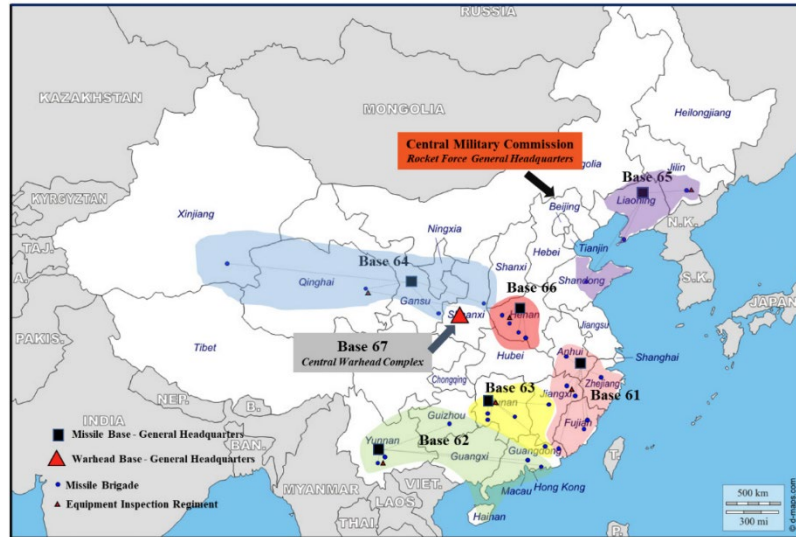 RUSSIA
KAZAKHSTAN
MONGOLIA
Heilongjiang
Central Military Commission
Rocket Force General Headquarters
ngolia
Jilin
Base 65
Liaoning
KYRGYZTAN
Beijing
N.K.
Xinjiang
TAJ.
Ningxia
Hebei
Tianjin
Base 64
Shanxi
S.K.
A.
Qinghai
Shandong
JAPAN
Gansu
Base 66
Henan
PAKIS.
Base 67
Central Warhead Complex
Jiangsu
Tibet
Hubei
Anhui
Shanghai
Chongqing
Zhejiang
NEP.
B.
Base 63
Jiangxi
Base 61
INDIA
Guizhou
Fujian
Missile Base - General Headquarters
BAN.
Yunnan
Base 62
Guangdong
T.
Warhead Base - General Headquarters
Guangxi
Missile Brigade
MYANMAR
VIET.
Macau
Hong Kong
Equipment Inspection Regiment
LAOS
Hainan
500 km
300 mi
THAI.
P.
© d-maps.com